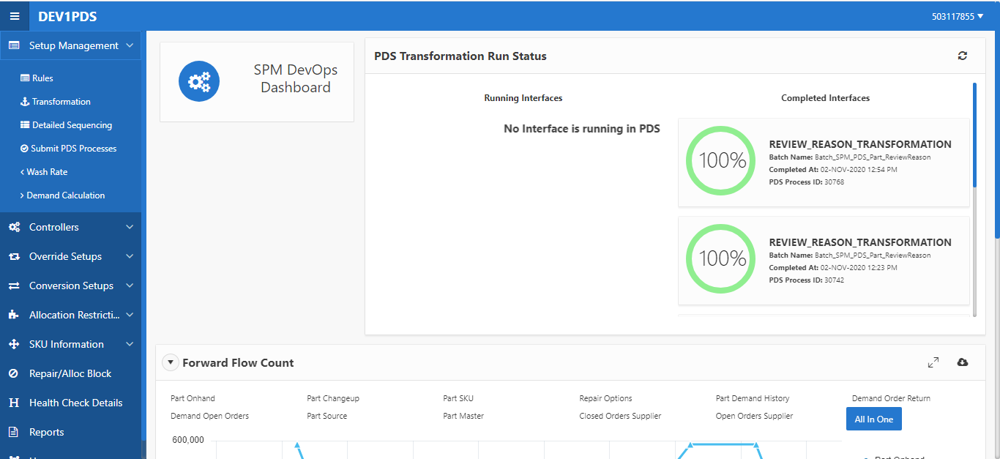 DEV1PDS
503117855
Setup Management
Rules
Transformation
Detailed Sequencing
Submit PDS Processes
Wash Rate
Demand Calculation
Controllers
Override Setups
Conversion Setups
Allocation Restricti...
SKU Information
Repair/Alloc Block
H Health Check Details
Reports
SPM DevOps
Dashboard
PDS Transformation Run Status
Running Interfaces
No Interface is running in PDS
Completed Interfaces
100%
REVIEW_REASON_TRANSFORMATION
Batch Name: Batch_SPM_PDS_Part_ReviewReason
Completed At: 02-NOV-2020 12:54 PM
PDS Process ID: 30768
100%
REVIEW_REASON_TRANSFORMATION
Batch Name: Batch_SPM_PDS_Part_ReviewReason
Completed At: 02-NOV-2020 12:23 PM
PDS Process ID: 30742
Forward Flow Count
Part Onhand
Part Changeup
Part SKU
Repair Options
Part Demand History
Demand Order Return
Demand Open Orders
Part Source
Part Master
Closed Orders Supplier
Open Orders Supplier
All In One
600,000
Part Onhand